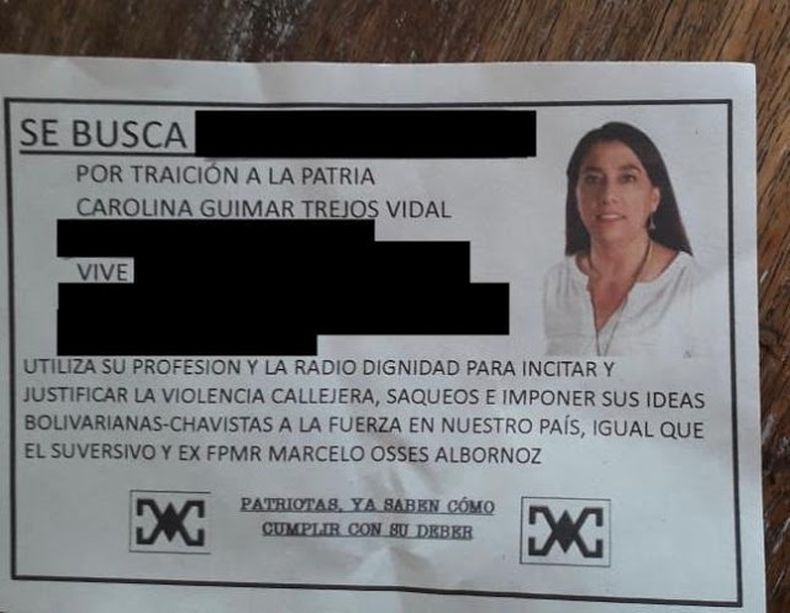 SE BUSCA
POR TRAICIÓN A LA PATRIA
CAROLINA GUIMAR TREJOS VIDAL
VIVE
UTILIZA SU PROFESION Y LA RADIO DIGNIDAD PARA INCITAR Y
JUSTIFICAR LA VIOLENCIA CALLEJERA, SAQUEOS E IMPONER SUS IDEAS
BOLIVARIANAS-CHAVISTAS A LA FUERZA EN NUESTRO PAÍS, IGUAL QUE
EL SUVERSIVO Y EX FPMR MARCELO OSSES ALBORNOZ
PATRIOTAS, YA SABEN CÓMO
CUMPLIR CON SU DEBER